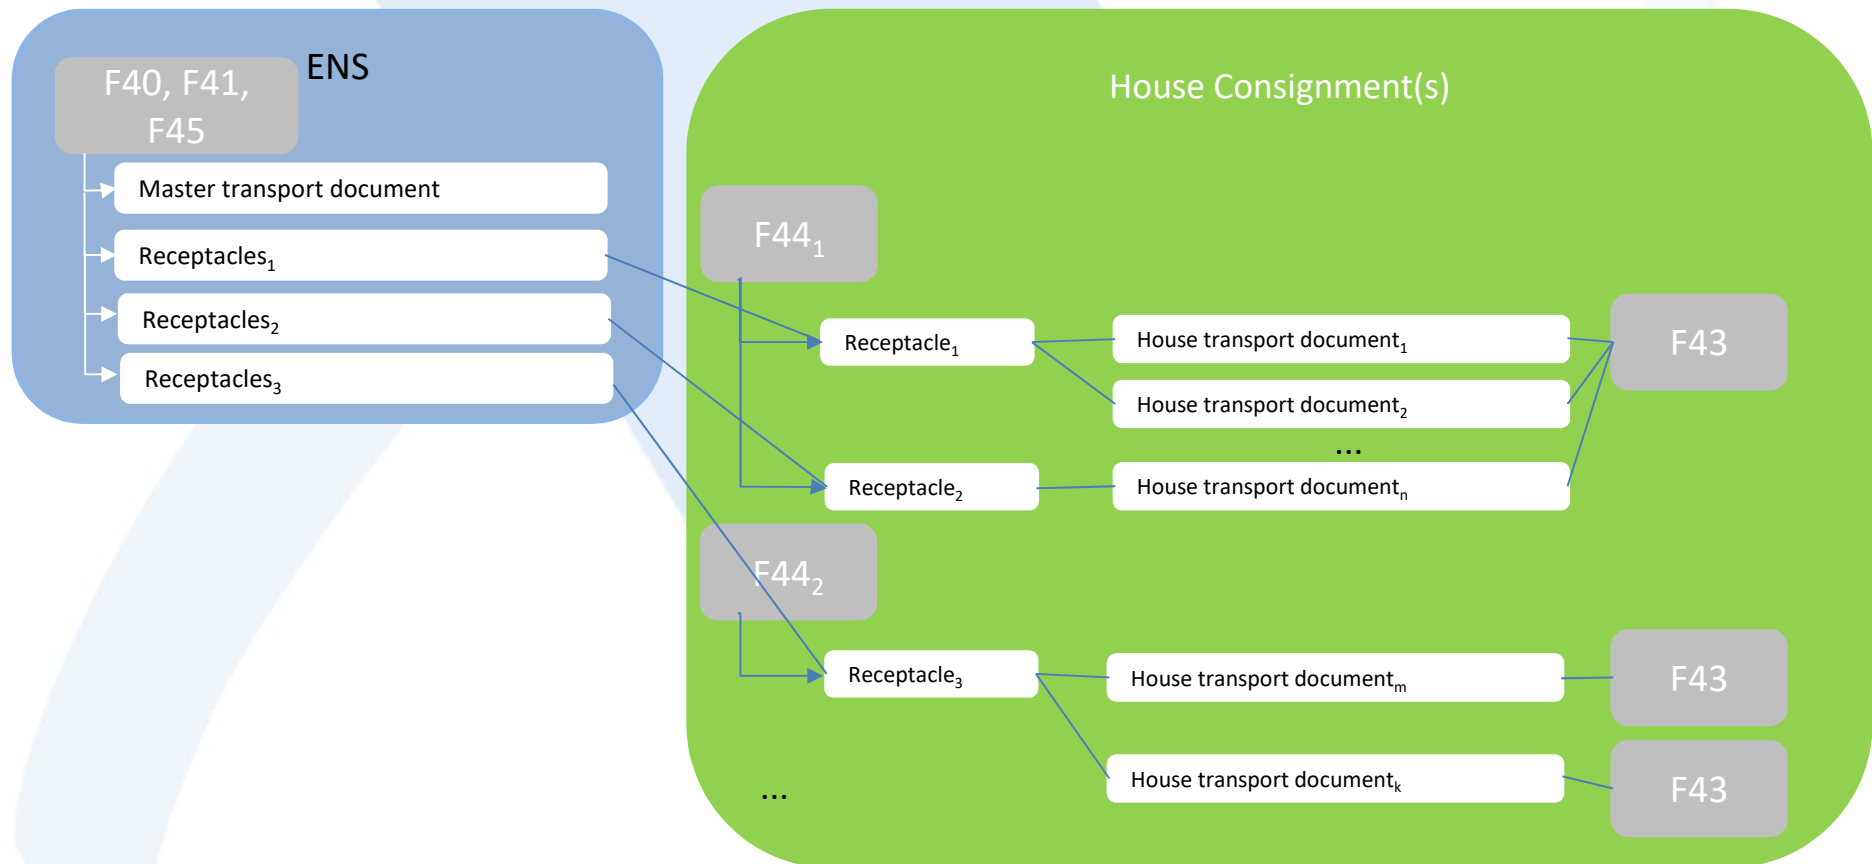 ENS
F40, F41,
F45
Master transport document
Receptacles₁
Receptacles₂
Receptacles₃
House Consignment(s)
F44₁
Receptacle₁
House transport document₁
F43
House transport document₂
...
Receptacle₂
House transport documentₙ
F44₂
Receptacle₃
House transport documentₘ
F43
House transport documentₖ
F43
...